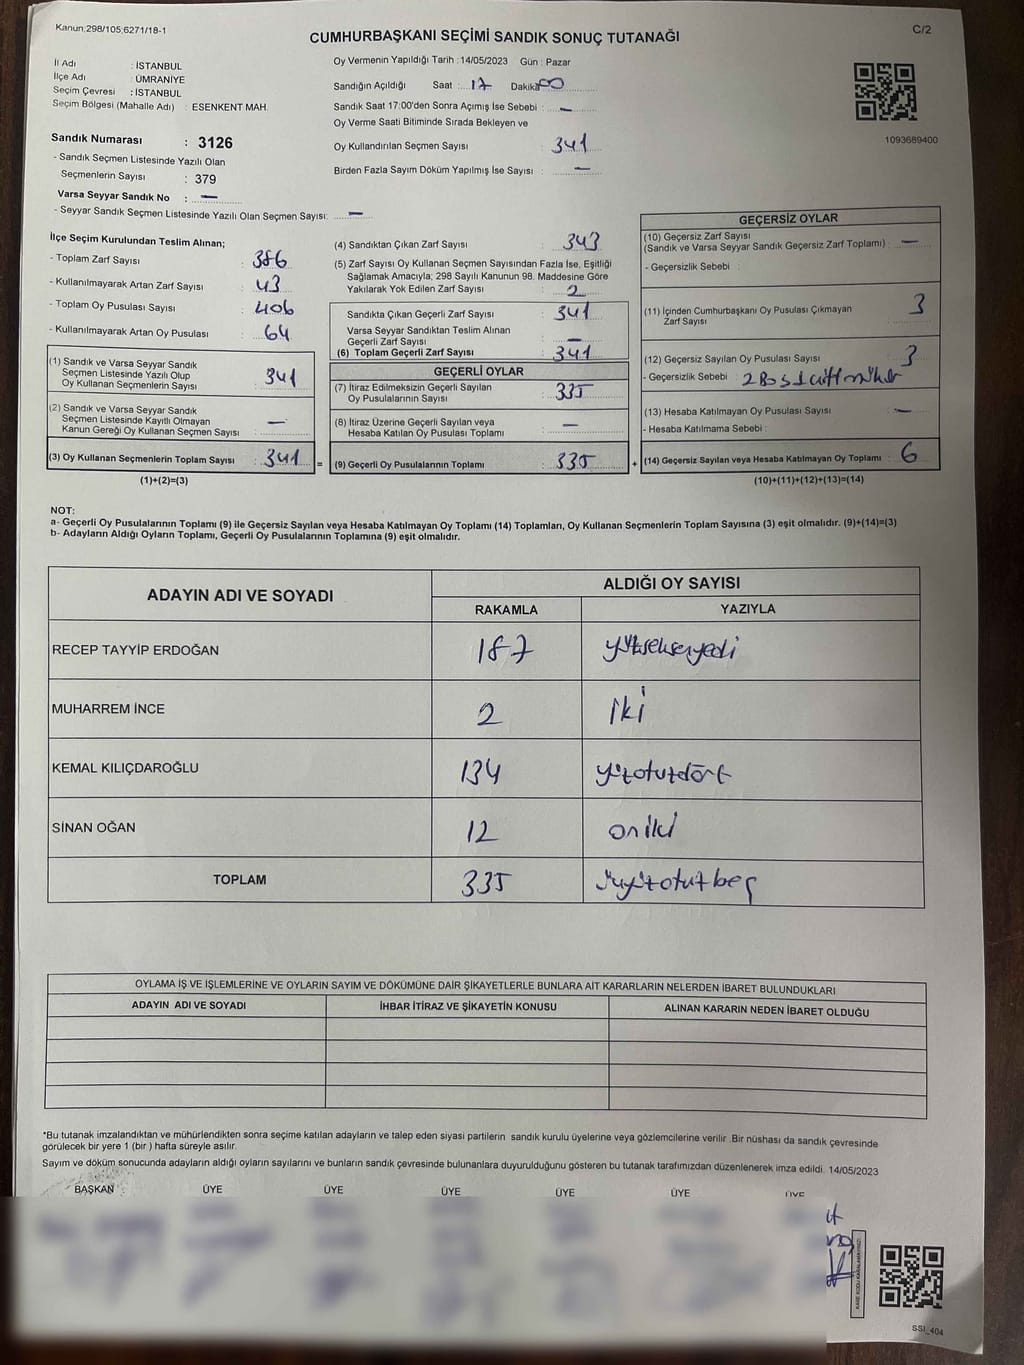 Kanun:298/105;6271/18-1
C/2
CUMHURBAŞKANI SEÇİMİ SANDIK SONUÇ TUTANAĞI
İl Adı : İSTANBUL
İlçe Adı : ÜMRANİYE
Seçim Çevresi : İSTANBUL
Seçim Bölgesi (Mahalle Adı) : ESENKENT MAH.
Oy Vermenin Yapıldığı Tarih :14/05/2023 Gün : Pazar
Sandığın Açıldığı Saat : 17 Dakika 00
Sandık Saat 17:00'den Sonra Açımış İse Sebebi : —
Oy Verme Saati Bitiminde Sırada Bekleyen ve
Oy Kullandırılan Seçmen Sayısı : 341
Birden Fazla Sayım Döküm Yapılmış İse Sayısı : —
1093689400
Sandık Numarası : 3126
- Sandık Seçmen Listesinde Yazılı Olan
Seçmenlerin Sayısı : 379
Varsa Seyyar Sandık No : —
- Seyyar Sandık Seçmen Listesinde Yazılı Olan Seçmen Sayısı: —
İlçe Seçim Kurulundan Teslim Alınan;
- Toplam Zarf Sayısı : 386
- Kullanılmayarak Artan Zarf Sayısı : 43
- Toplam Oy Pusulası Sayısı : 406
- Kullanılmayarak Artan Oy Pusulası : 64
(1) Sandık ve Varsa Seyyar Sandık
Seçmen Listesinde Yazılı Olup
Oy Kullanan Seçmenlerin Sayısı : 341
(2) Sandık ve Varsa Seyyar Sandık
Seçmen Listesinde Kayıtlı Olmayan
Kanun Gereği Oy Kullanan Seçmen Sayısı : —
(3) Oy Kullanan Seçmenlerin Toplam Sayısı : 341 =
(1)+(2)=(3)
(4) Sandıktan Çıkan Zarf Sayısı : 343
(5) Zarf Sayısı Oy Kullanan Seçmen Sayısından Fazla İse, Eşitliği
Sağlamak Amacıyla; 298 Sayılı Kanunun 98. Maddesine Göre
Yakılarak Yok Edilen Zarf Sayısı : 2
Sandıkta Çıkan Geçerli Zarf Sayısı : 341
Varsa Seyyar Sandıktan Teslim Alınan
Geçerli Zarf Sayısı : —
(6) Toplam Geçerli Zarf Sayısı : 341
GEÇERLİ OYLAR
(7) İtiraz Edilmeksizin Geçerli Sayılan
Oy Pusulalarının Sayısı : 335
(8) İtiraz Üzerine Geçerli Sayılan veya
Hesaba Katılan Oy Pusulası Toplamı : —
(9) Geçerli Oy Pusulalarının Toplamı : 335 +
GEÇERSİZ OYLAR
(10) Geçersiz Zarf Sayısı
(Sandık ve Varsa Seyyar Sandık Geçersiz Zarf Toplamı) : —
- Geçersizlik Sebebi :
(11) İçinden Cumhurbaşkanı Oy Pusulası Çıkmayan
Zarf Sayısı : 3
(12) Geçersiz Sayılan Oy Pusulası Sayısı : 3
- Geçersizlik Sebebi : 2 Boş 1 çift mühür
(13) Hesaba Katılmayan Oy Pusulası Sayısı : —
- Hesaba Katılmama Sebebi :
(14) Geçersiz Sayılan veya Hesaba Katılmayan Oy Toplamı : 6
(10)+(11)+(12)+(13)=(14)
NOT:
a- Geçerli Oy Pusulalarının Toplamı (9) ile Geçersiz Sayılan veya Hesaba Katılmayan Oy Toplamı (14) Toplamları, Oy Kullanan Seçmenlerin Toplam Sayısına (3) eşit olmalıdır. (9)+(14)=(3)
b- Adayların Aldığı Oyların Toplamı, Geçerli Oy Pusulalarının Toplamına (9) eşit olmalıdır.
ADAYIN ADI VE SOYADI ALDIĞI OY SAYISI
RAKAMLA YAZIYLA
RECEP TAYYİP ERDOĞAN 187 yükseksenyedi
MUHARREM İNCE 2 iki
KEMAL KILIÇDAROĞLU 134 yüzotuzdört
SİNAN OĞAN 12 oniki
TOPLAM 335 üçyüzotuzbeş
OYLAMA İŞ VE İŞLEMLERİNE VE OYLARIN SAYIM VE DÖKÜMÜNE DAİR ŞİKAYETLERLE BUNLARA AİT KARARLARIN NELERDEN İBARET BULUNDUKLARI
ADAYIN ADI VE SOYADI İHBAR İTİRAZ VE ŞİKAYETİN KONUSU ALINAN KARARIN NEDEN İBARET OLDUĞU
*Bu tutanak imzalandıktan ve mühürlendikten sonra seçime katılan adayların ve talep eden siyasi partilerin sandık kurulu üyelerine veya gözlemcilerine verilir .Bir nüshası da sandık çevresinde
görülecek bir yere 1 (bir ) hafta süreyle asılır.
Sayım ve döküm sonucunda adayların aldığı oyların sayılarını ve bunların sandık çevresinde bulunanlara duyurulduğunu gösteren bu tutanak tarafımızdan düzenlenerek imza edildi. 14/05/2023
BAŞKAN ÜYE ÜYE ÜYE ÜYE ÜYE ÜYE
KARE KODU KARALAMAYINIZ!
SSI_404